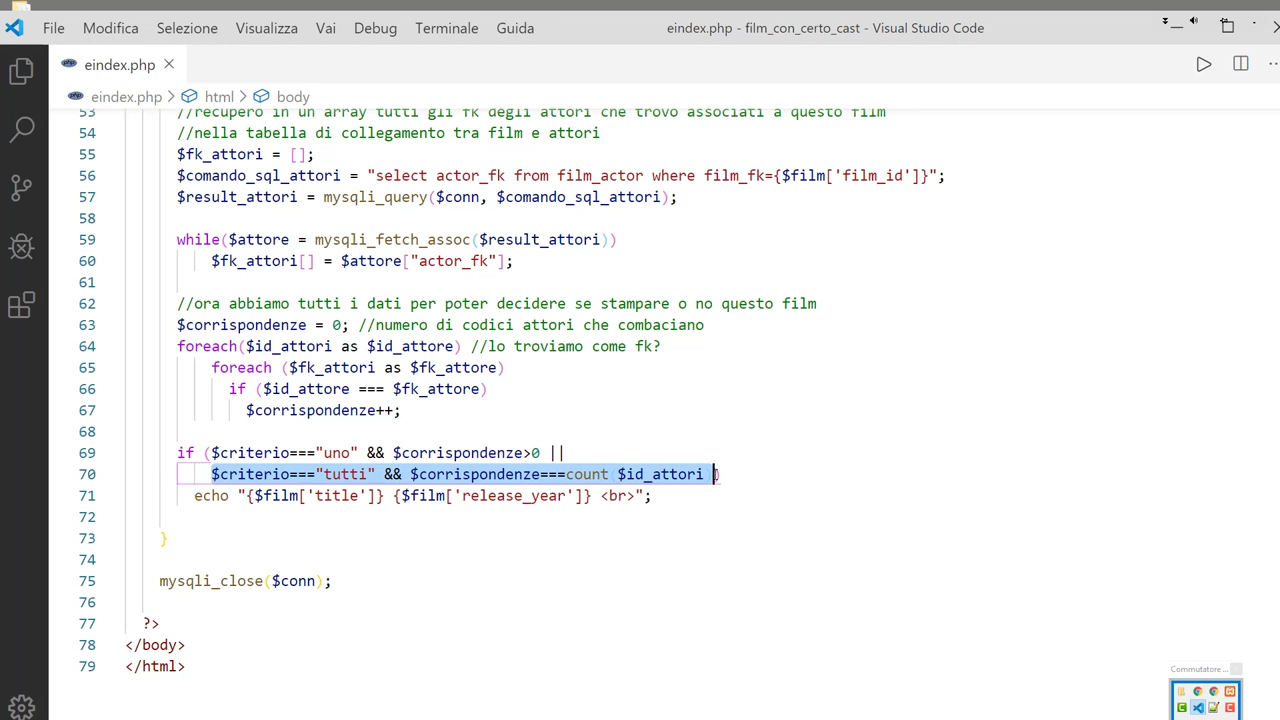 File Modifica Selezione Visualizza Vai Debug Terminale Guida eindex.php - film_con_certo_cast - Visual Studio Code
eindex.php
eindex.php > html > body
53 //recupero in un array tutti gli fk degli attori che trovo associati a questo film
54 //nella tabella di collegamento tra film e attori
55 $fk_attori = [];
56 $comando_sql_attori = "select actor_fk from film_actor where film_fk={$film['film_id']}";
57 $result_attori = mysqli_query($conn, $comando_sql_attori);
58
59 while($attore = mysqli_fetch_assoc($result_attori))
60 $fk_attori[] = $attore["actor_fk"];
61
62 //ora abbiamo tutti i dati per poter decidere se stampare o no questo film
63 $corrispondenze = 0; //numero di codici attori che combaciano
64 foreach($id_attori as $id_attore) //lo troviamo come fk?
65 foreach ($fk_attori as $fk_attore)
66 if ($id_attore === $fk_attore)
67 $corrispondenze++;
68
69 if ($criterio==="uno" && $corrispondenze>0 ||
70 $criterio==="tutti" && $corrispondenze===count($id_attori))
71 echo "{$film['title']} {$film['release_year']} <br>";
72
73 }
74
75 mysqli_close($conn);
76
77 ?>
78 </body>
79 </html>
Commutatore ...